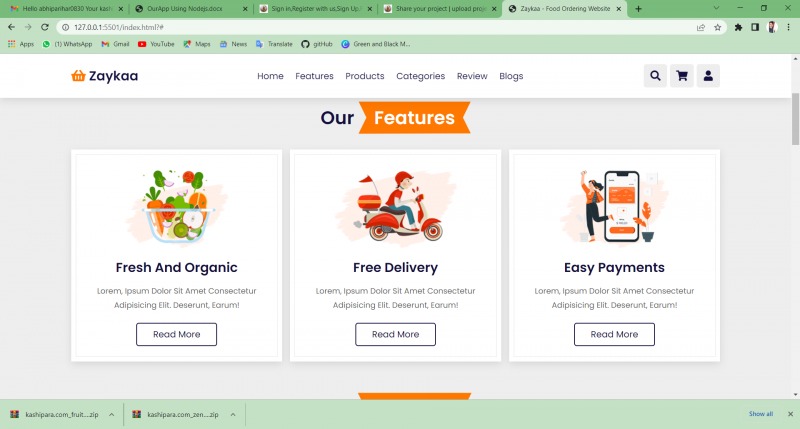 Hello abhipanhar0830 Your kash
OurApp Using Nodejs.docx
Sign in,Register with us,Sign Up,
Share your project | upload proje
Zaykaa - Food Ordering Website
127.0.0.1:5501/index.html?#
Apps (1) WhatsApp Gmail YouTube Maps News Translate gitHub Green and Black M...
Zaykaa
Home Features Products Categories Review Blogs
Our Features
Fresh And Organic
Lorem, Ipsum Dolor Sit Amet Consectetur
Adipisicing Elit. Deserunt, Earum!
Read More
Free Delivery
Lorem, Ipsum Dolor Sit Amet Consectetur
Adipisicing Elit. Deserunt, Earum!
Read More
Easy Payments
Lorem, Ipsum Dolor Sit Amet Consectetur
Adipisicing Elit. Deserunt, Earum!
Read More
kashipara.com_fruit....zip
kashipara.com_zen....zip
Show all